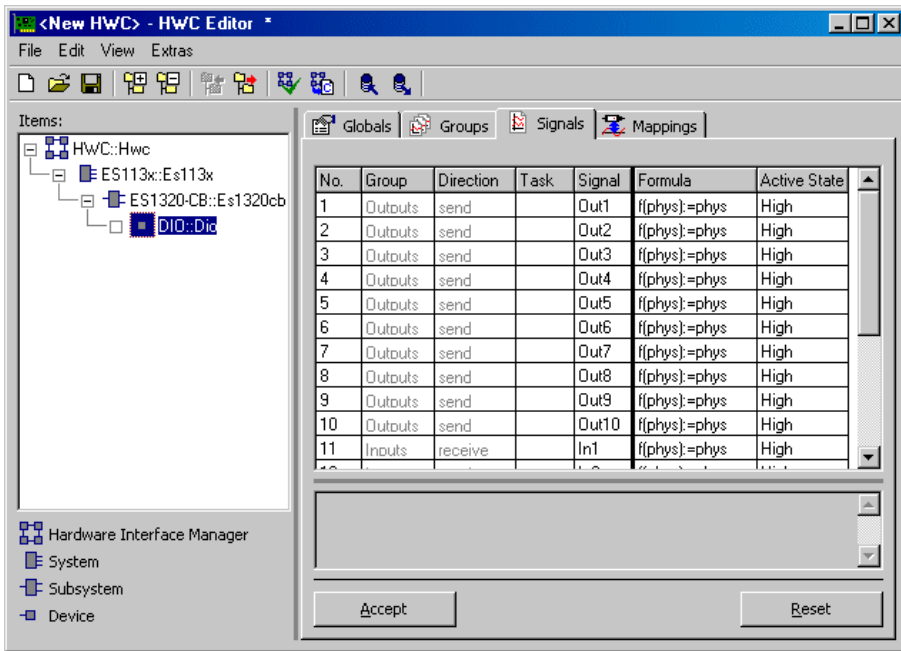 <New HWC> - HWC Editor *
File Edit View Extras
Items:
HWC::Hwc
ES113x::Es113x
ES1320-CB::Es1320cb
DIO::Dio
Hardware Interface Manager
System
Subsystem
Device
Globals Groups Signals Mappings
No. Group Direction Task Signal Formula Active State
1 Outputs send Out1 f(phys):=phys High
2 Outputs send Out2 f(phys):=phys High
3 Outputs send Out3 f(phys):=phys High
4 Outputs send Out4 f(phys):=phys High
5 Outputs send Out5 f(phys):=phys High
6 Outputs send Out6 f(phys):=phys High
7 Outputs send Out7 f(phys):=phys High
8 Outputs send Out8 f(phys):=phys High
9 Outputs send Out9 f(phys):=phys High
10 Outputs send Out10 f(phys):=phys High
11 Inputs receive In1 f(phys):=phys High
Accept Reset